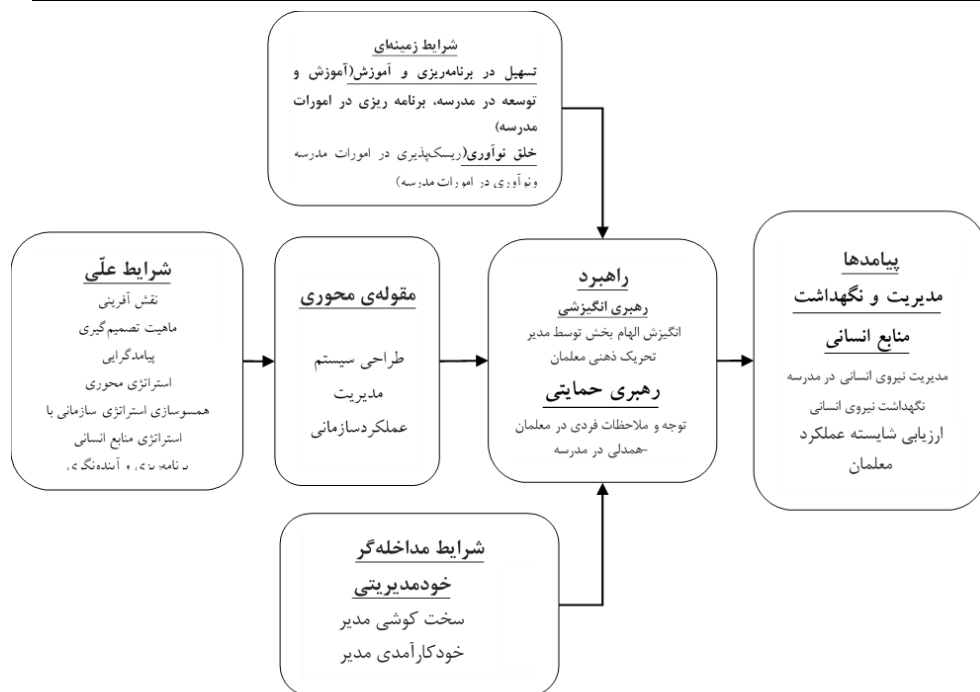 شرایط زمینه‌ای
تسهیل در برنامه‌ریزی و آموزش(آموزش و
توسعه در مدرسه، برنامه ریزی در امورات
مدرسه)
خلق نوآوری(ریسک‌پذیری در امورات مدرسه
ونوآوری در امورات مدرسه)
شرایط علّی
نقش آفرینی
ماهیت تصمیم‌گیری
پیامدگرایی
استراتژی محوری
همسوسازی استراتژی سازمانی با
استراتژی منابع انسانی
برنامه‌ریزی و آینده‌نگری
مقوله‌ی محوری
طراحی سیستم
مدیریت
عملکردسازمانی
راهبرد
رهبری انگیزشی
انگیزش الهام بخش توسط مدیر
تحریک ذهنی معلمان
رهبری حمایتی
توجه و ملاحظات فردی در معلمان
-همدلی در مدرسه
پیامدها
مدیریت و نگهداشت
منابع انسانی
مدیریت نیروی انسانی در مدرسه
نگهداشت نیروی انسانی
ارزیابی شایسته عملکرد
معلمان
شرایط مداخله‌گر
خودمدیریتی
سخت کوشی مدیر
خودکارآمدی مدیر